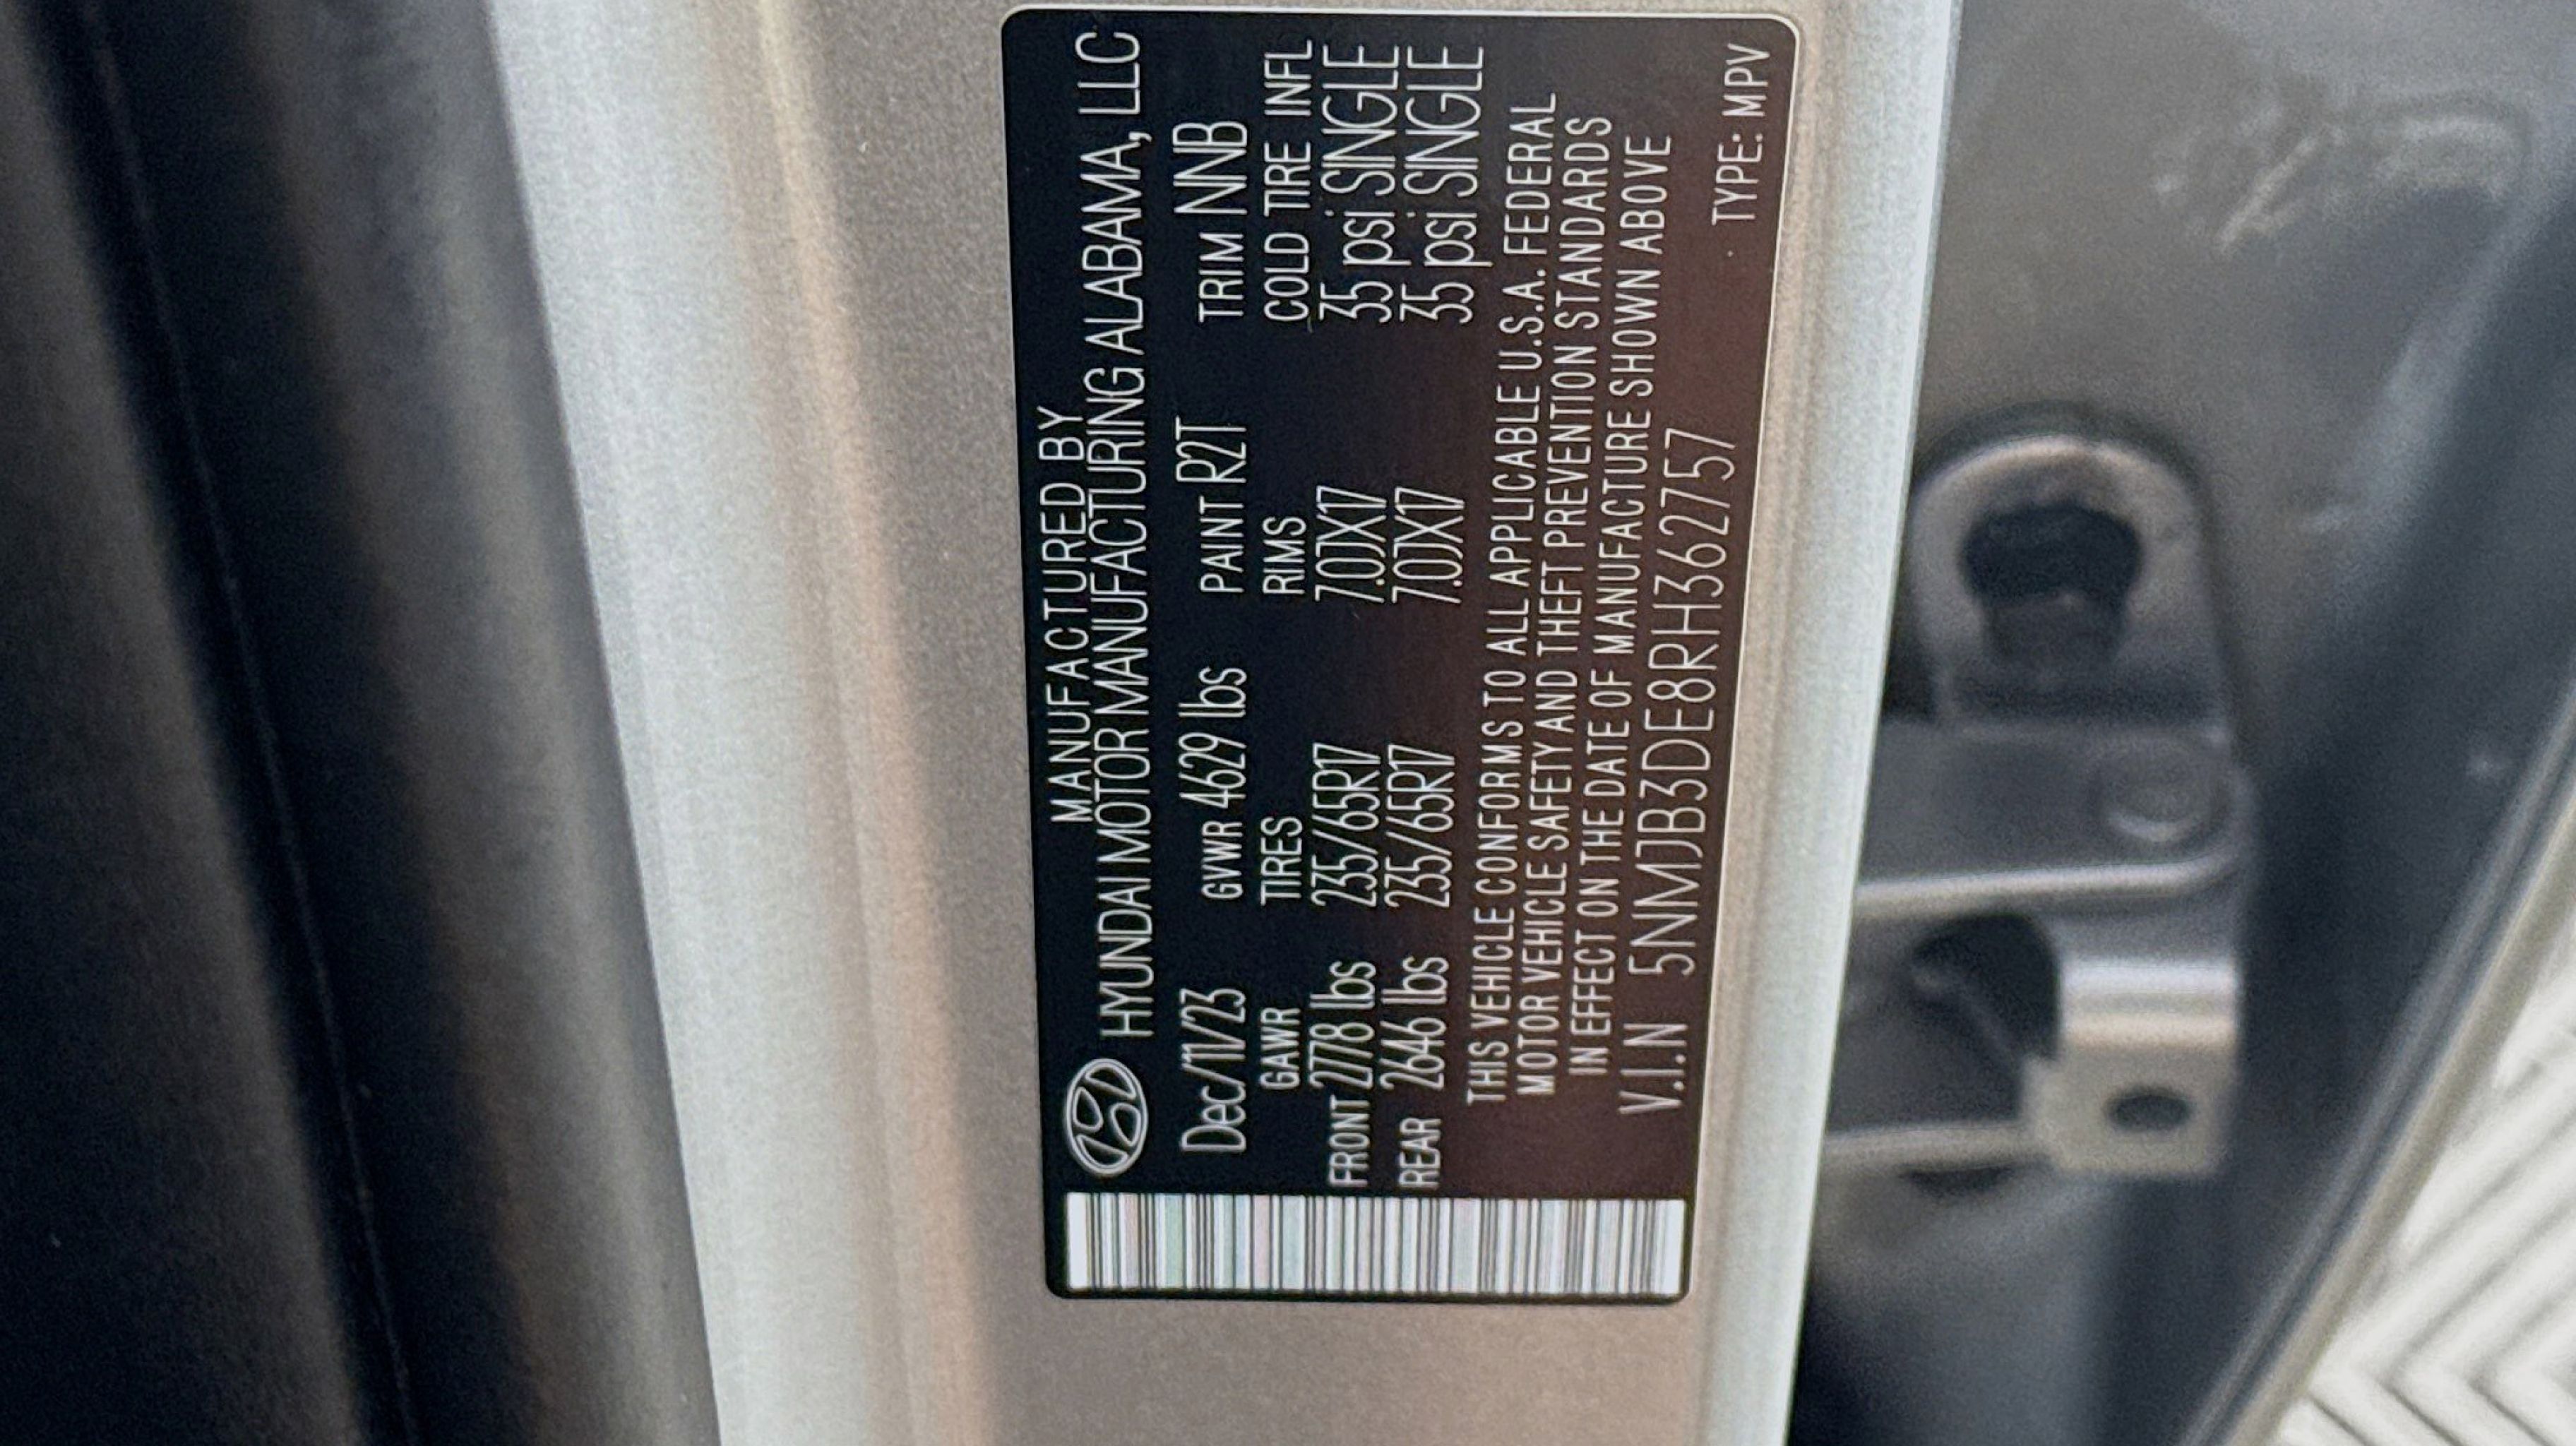 MANUFACTURED BY
HYUNDAI MOTOR MANUFACTURING ALABAMA, LLC
Dec/11/23 GVWR 4629 lbs PAINT R2T TRIM NNB
GAWR TIRES RIMS COLD TIRE INFL
FRONT 2778 lbs 235/65R17 7.0JX17 35 psi SINGLE
REAR 2646 lbs 235/65R17 7.0JX17 35 psi SINGLE
THIS VEHICLE CONFORMS TO ALL APPLICABLE U.S.A. FEDERAL
MOTOR VEHICLE SAFETY AND THEFT PREVENTION STANDARDS
IN EFFECT ON THE DATE OF MANUFACTURE SHOWN ABOVE
V.I.N 5NMJB3DE8RH362757
TYPE: MPV